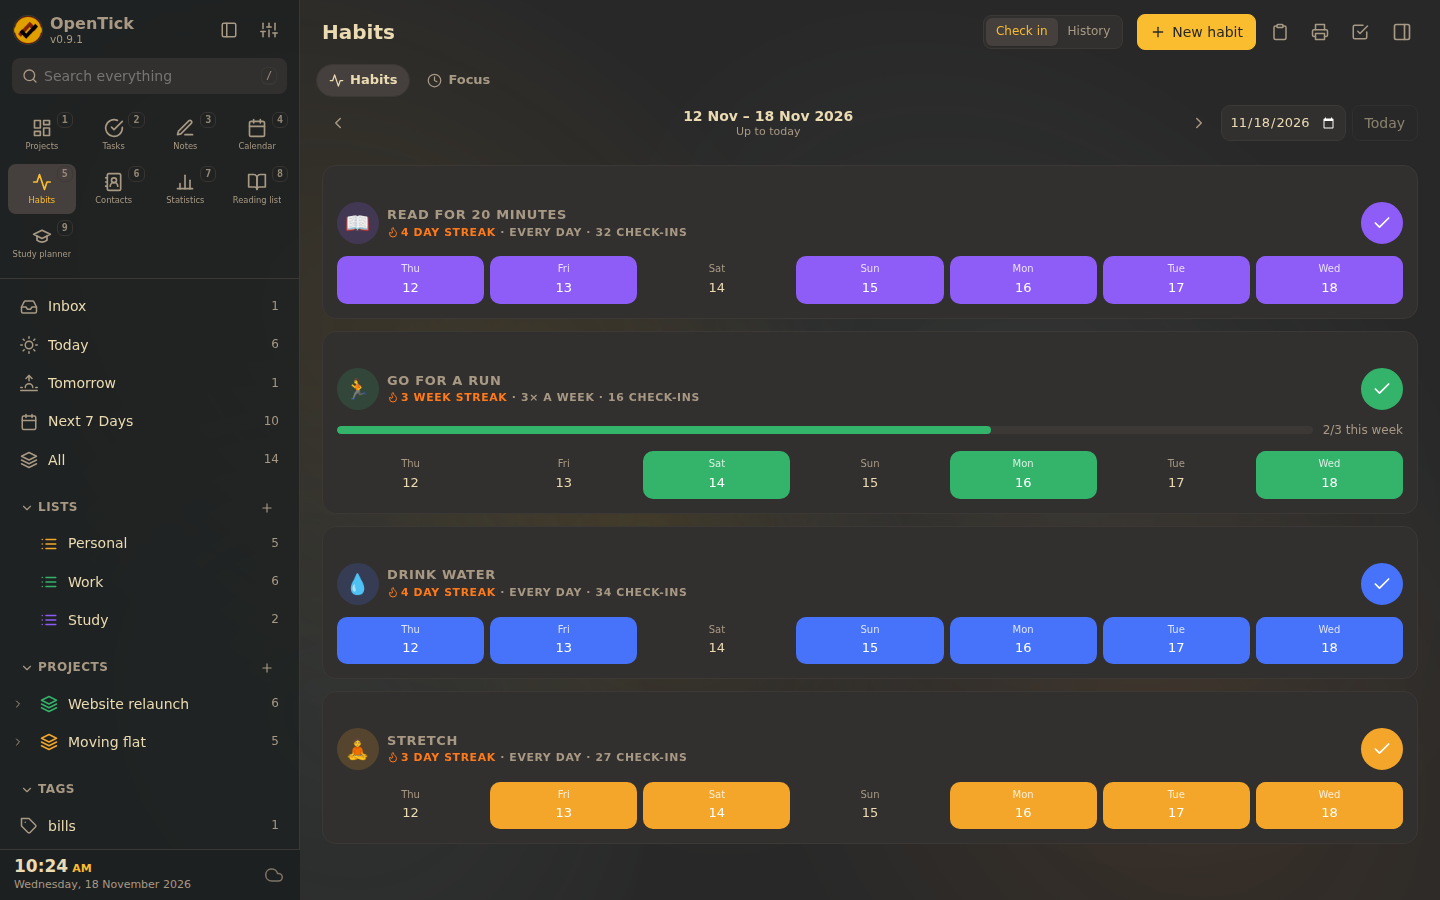 OpenTick
v0.9.1
Search everything /
Projects 1
Tasks 2
Notes 3
Calendar 4
Habits 5
Contacts 6
Statistics 7
Reading list 8
Study planner 9
Inbox 1
Today 6
Tomorrow 1
Next 7 Days 10
All 14
LISTS
Personal 5
Work 6
Study 2
PROJECTS
Website relaunch 6
Moving flat 5
TAGS
bills 1
10:24 AM
Wednesday, 18 November 2026
Habits
Check in History
New habit
Habits Focus
12 Nov – 18 Nov 2026
Up to today
11/18/2026
Today
READ FOR 20 MINUTES
4 DAY STREAK · EVERY DAY · 32 CHECK-INS
Thu Fri Sat Sun Mon Tue Wed
12 13 14 15 16 17 18
GO FOR A RUN
3 WEEK STREAK · 3× A WEEK · 16 CHECK-INS
2/3 this week
Thu Fri Sat Sun Mon Tue Wed
12 13 14 15 16 17 18
DRINK WATER
4 DAY STREAK · EVERY DAY · 34 CHECK-INS
Thu Fri Sat Sun Mon Tue Wed
12 13 14 15 16 17 18
STRETCH
3 DAY STREAK · EVERY DAY · 27 CHECK-INS
Thu Fri Sat Sun Mon Tue Wed
12 13 14 15 16 17 18